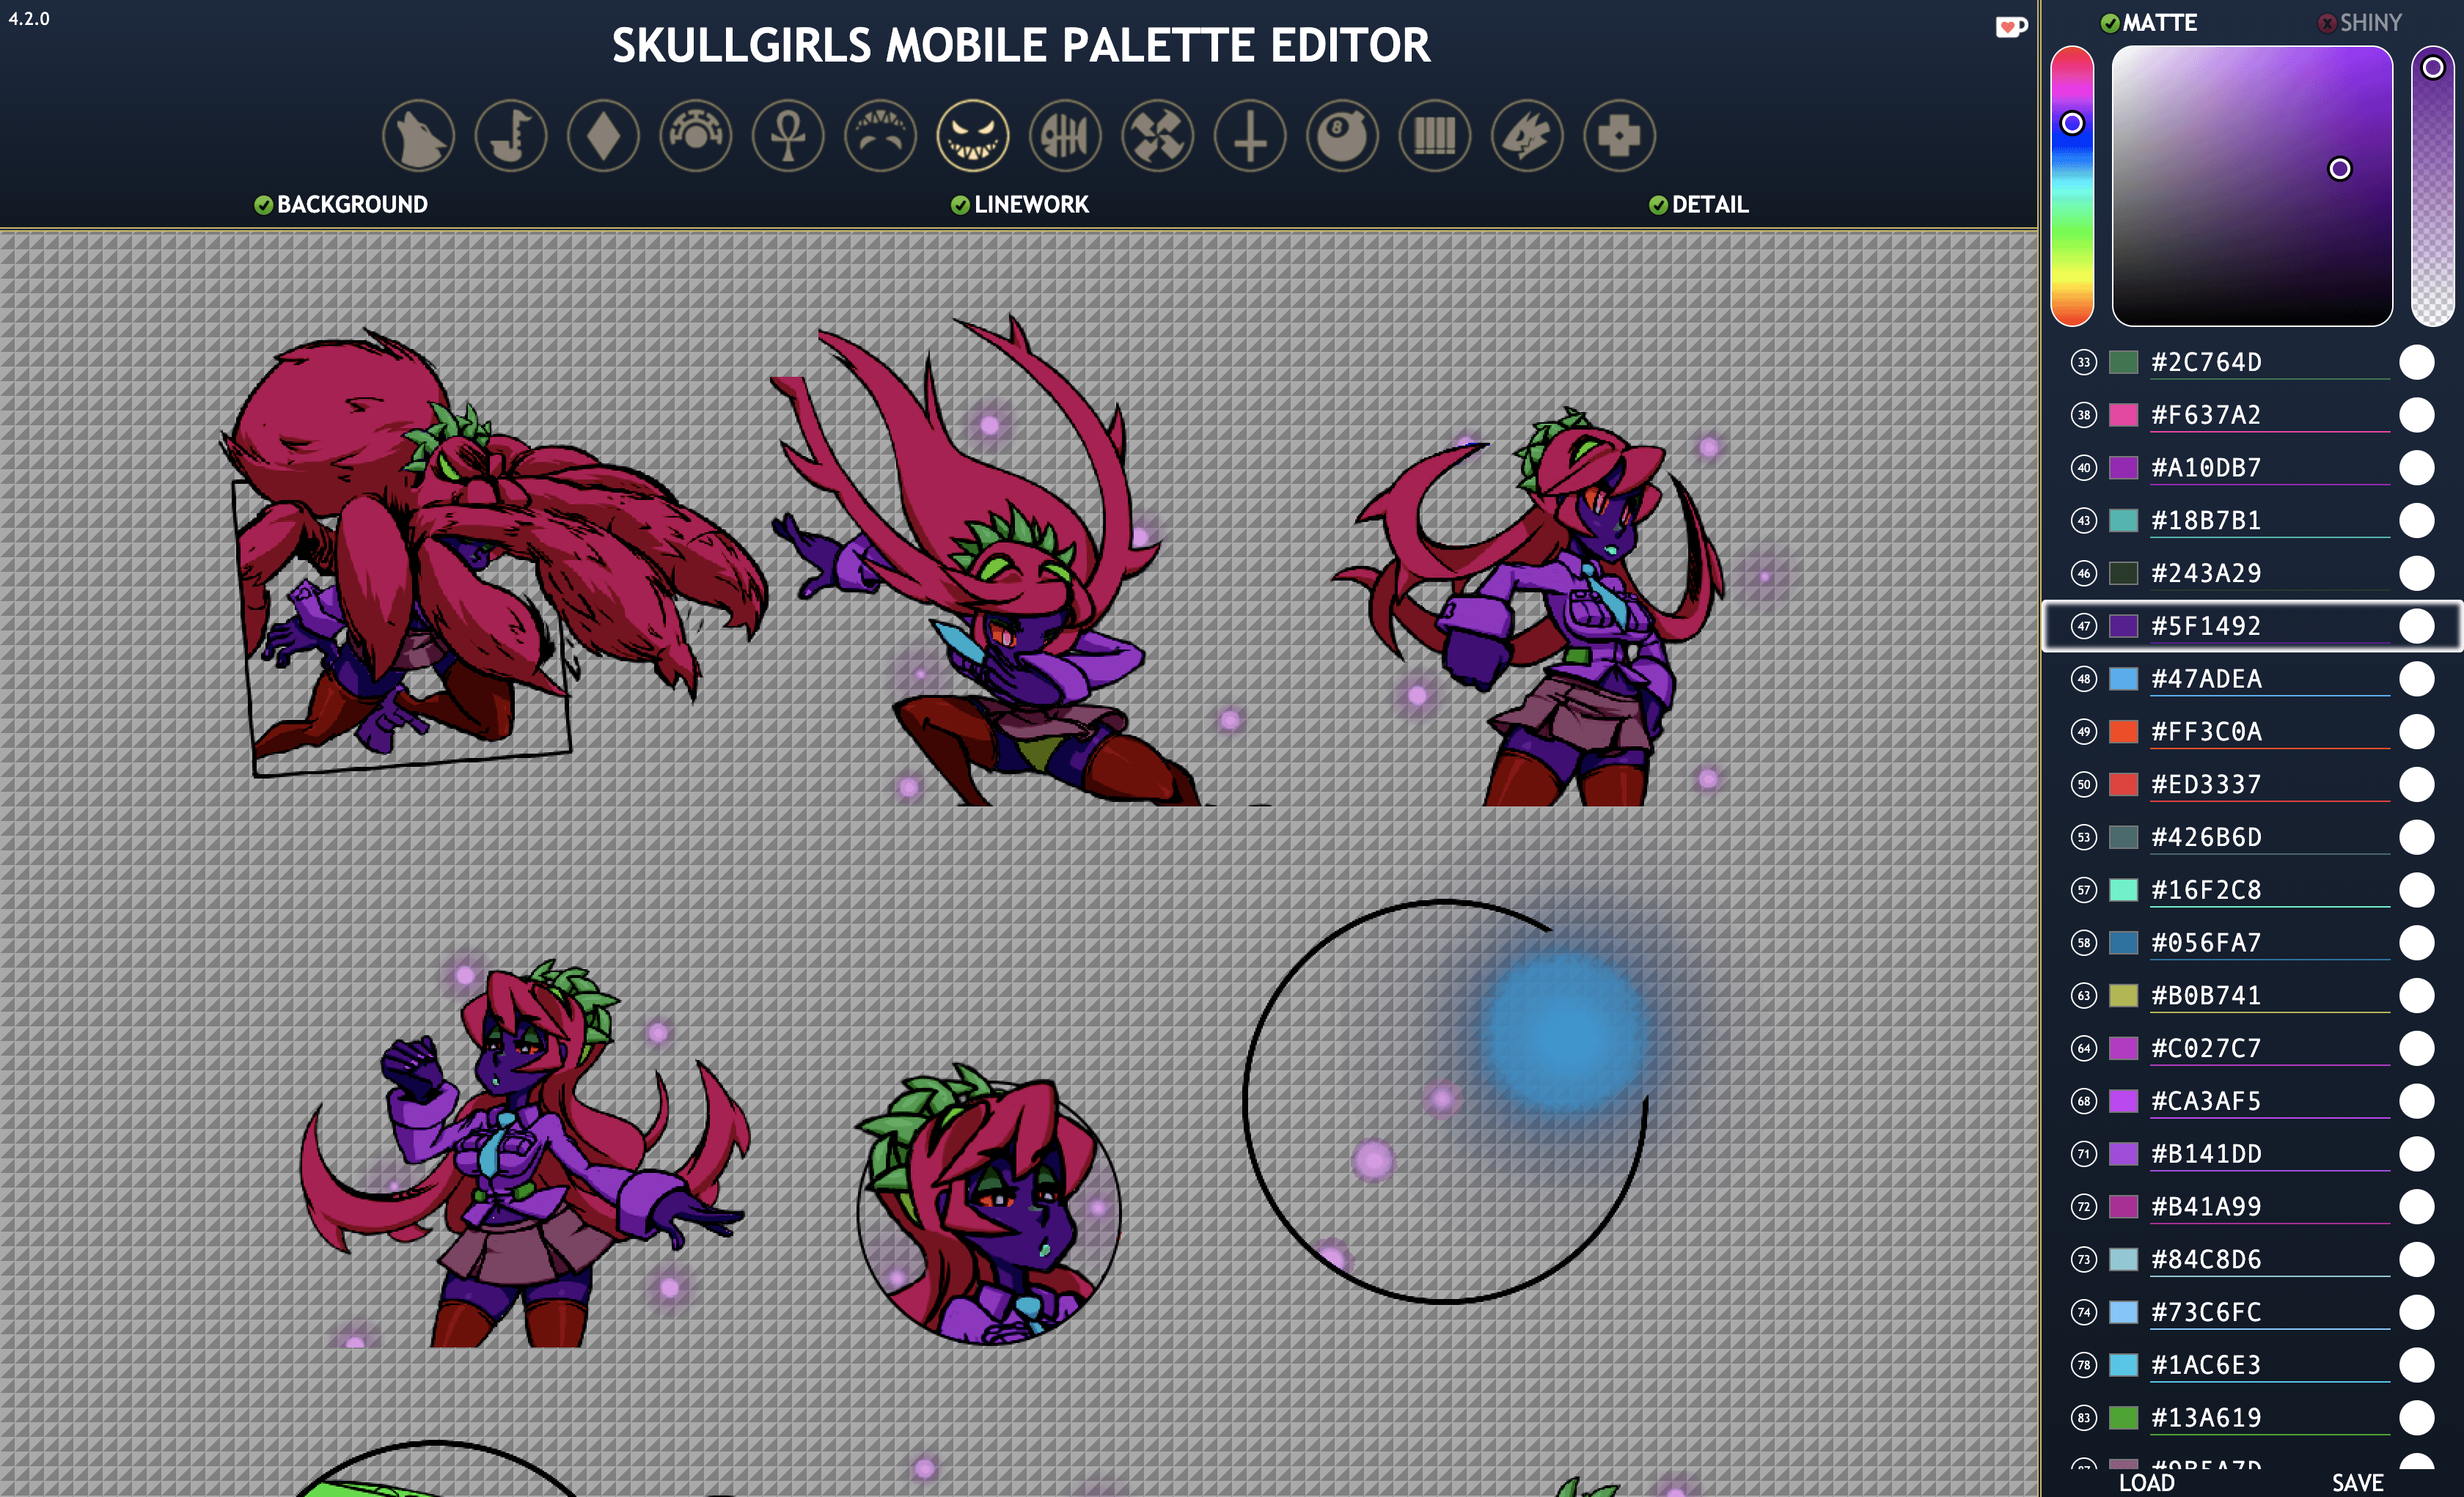 4.2.0
SKULLGIRLS MOBILE PALETTE EDITOR
8
BACKGROUND
LINEWORK
DETAIL
MATTE
SHINY
33 #2C764D
38 #F637A2
40 #A10DB7
43 #18B7B1
46 #243A29
47 #5F1492
48 #47ADEA
49 #FF3C0A
50 #ED3337
53 #426B6D
57 #16F2C8
58 #056FA7
63 #B0B741
64 #C027C7
68 #CA3AF5
71 #B141DD
72 #B41A99
73 #84C8D6
74 #73C6FC
78 #1AC6E3
83 #13A619
LOAD
SAVE